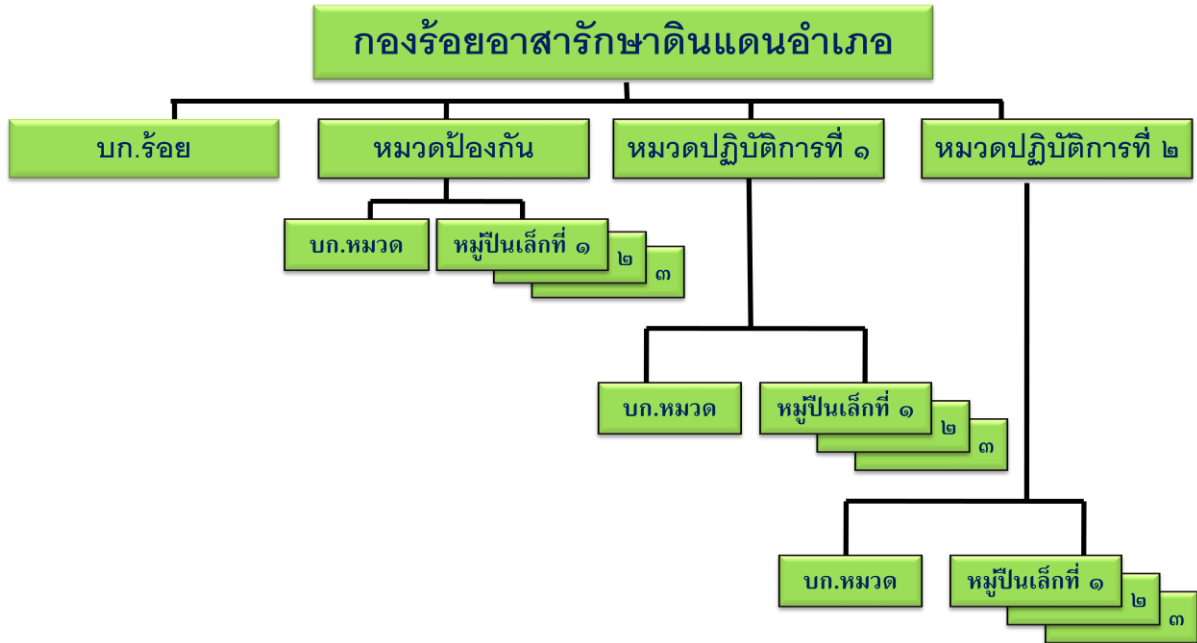 กองร้อยอาสารักษาดินแดนอำเภอ
บก.ร้อย
หมวดป้องกัน
หมวดปฏิบัติการที่ ๑
หมวดปฏิบัติการที่ ๒
บก.หมวด
หมู่ปืนเล็กที่ ๑
๒
๓
บก.หมวด
หมู่ปืนเล็กที่ ๑
๒
๓
บก.หมวด
หมู่ปืนเล็กที่ ๑
๒
๓